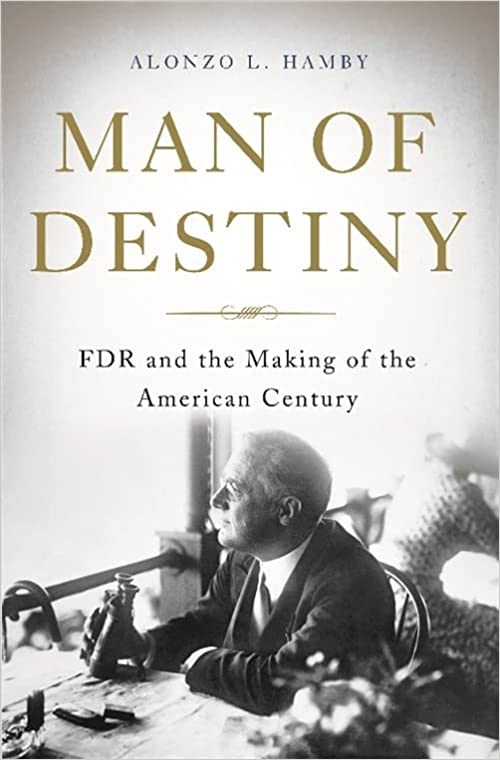 ALONZO L. HAMBY
MAN OF
DESTINY
FDR and the Making of the
American Century